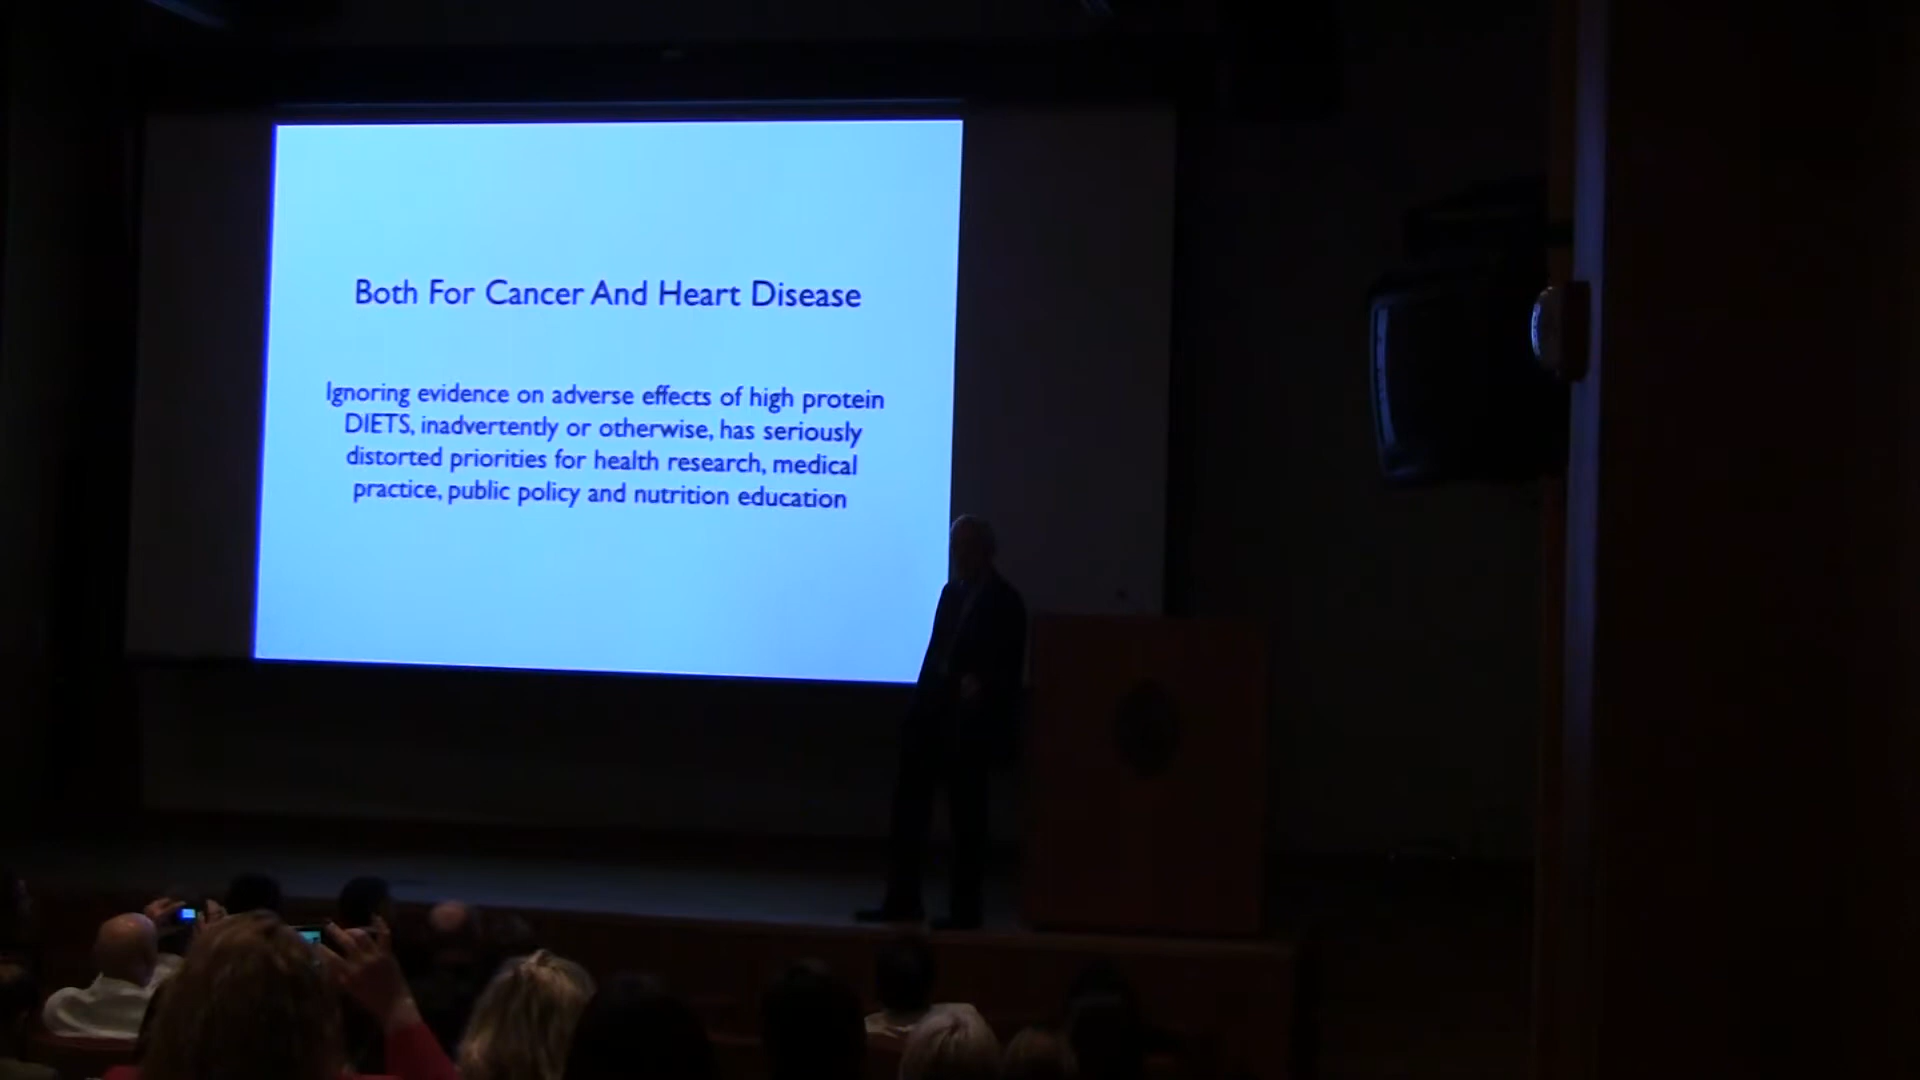 Both For Cancer And Heart Disease
Ignoring evidence on adverse effects of high protein
DIETS, inadvertently or otherwise, has seriously
distorted priorities for health research, medical
practice, public policy and nutrition education